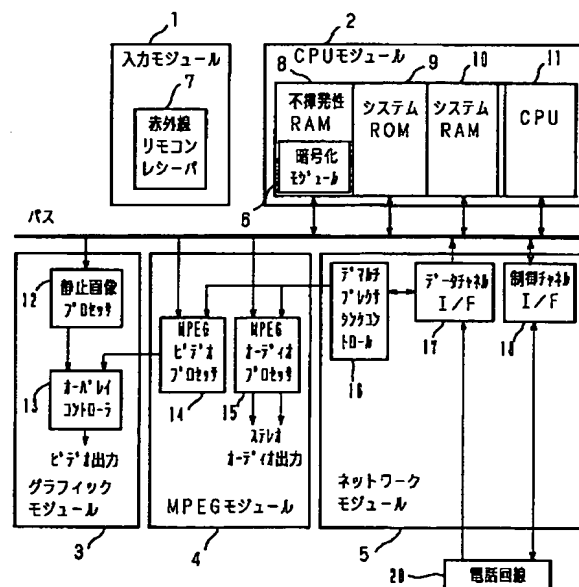 1
入力モジュール
7
赤外線
リモコン
レシーバ
2
CPUモジュール
8
9
10
11
不揮発性
RAM
暗号化
モジュール
6
システム
ROM
システム
RAM
CPU
バス
12
静止画像
プロセッサ
13
オーバレイ
コントローラ
ビデオ出力
グラフィック
モジュール
3
MPEG
ビデオ
プロセッサ
14
MPEG
オーディオ
プロセッサ
15
ステレオ
オーディオ出力
MPEGモジュール
4
デマルチ
プレクサ
シンクコン
トロール
16
データチャネル
I/F
17
制御チャネル
I/F
18
ネットワーク
モジュール
5
20
電話回線